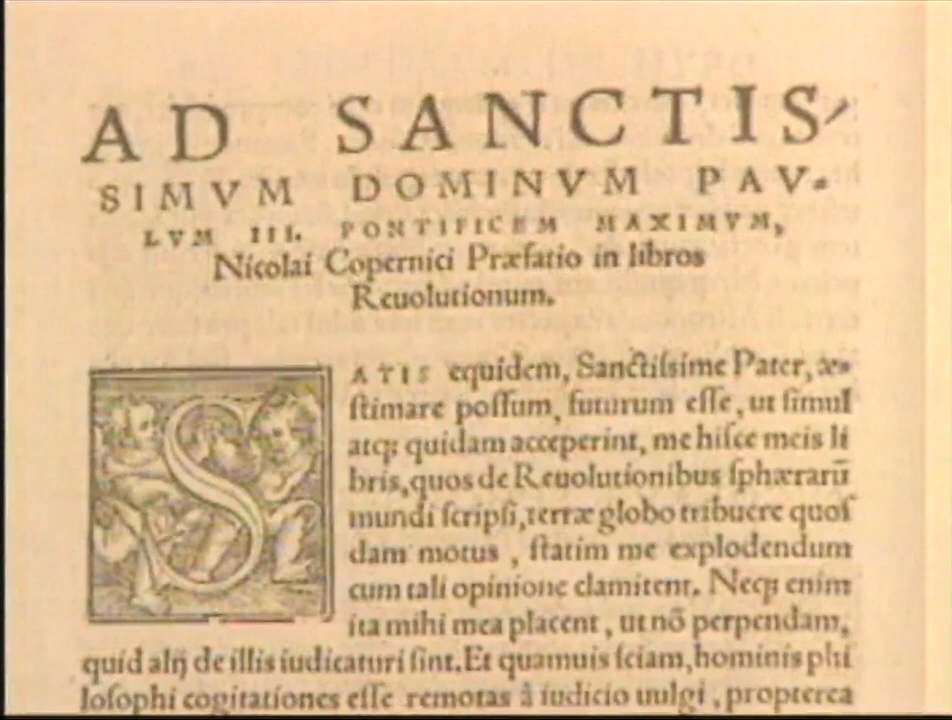 AD SANCTIS-
SIMVM DOMINVM PAV-
LVM III. PONTIFICEM MAXIMVM,
Nicolai Copernici Præfatio in libros
Reuolutionum.
SATIS equidem, Sanctiſsime Pater, æ-
ſtimare poſſum, futurum eſſe, ut ſimul
atqꝫ quidam acceperint, me hiſce meis li
bris, quos de Reuolutionibus ſphærarũ
mundi ſcripſi, terræ globo tribuere quoſ
dam motus, ſtatim me explodendum
cum tali opinione clamitent. Neqꝫ enim
ita mihi mea placent, ut nõ perpendam,
quid alij de illis iudicaturi ſint. Et quamuis ſciam, hominis phi
loſophi cogitationes eſſe remotas à iudicio uulgi, propterea